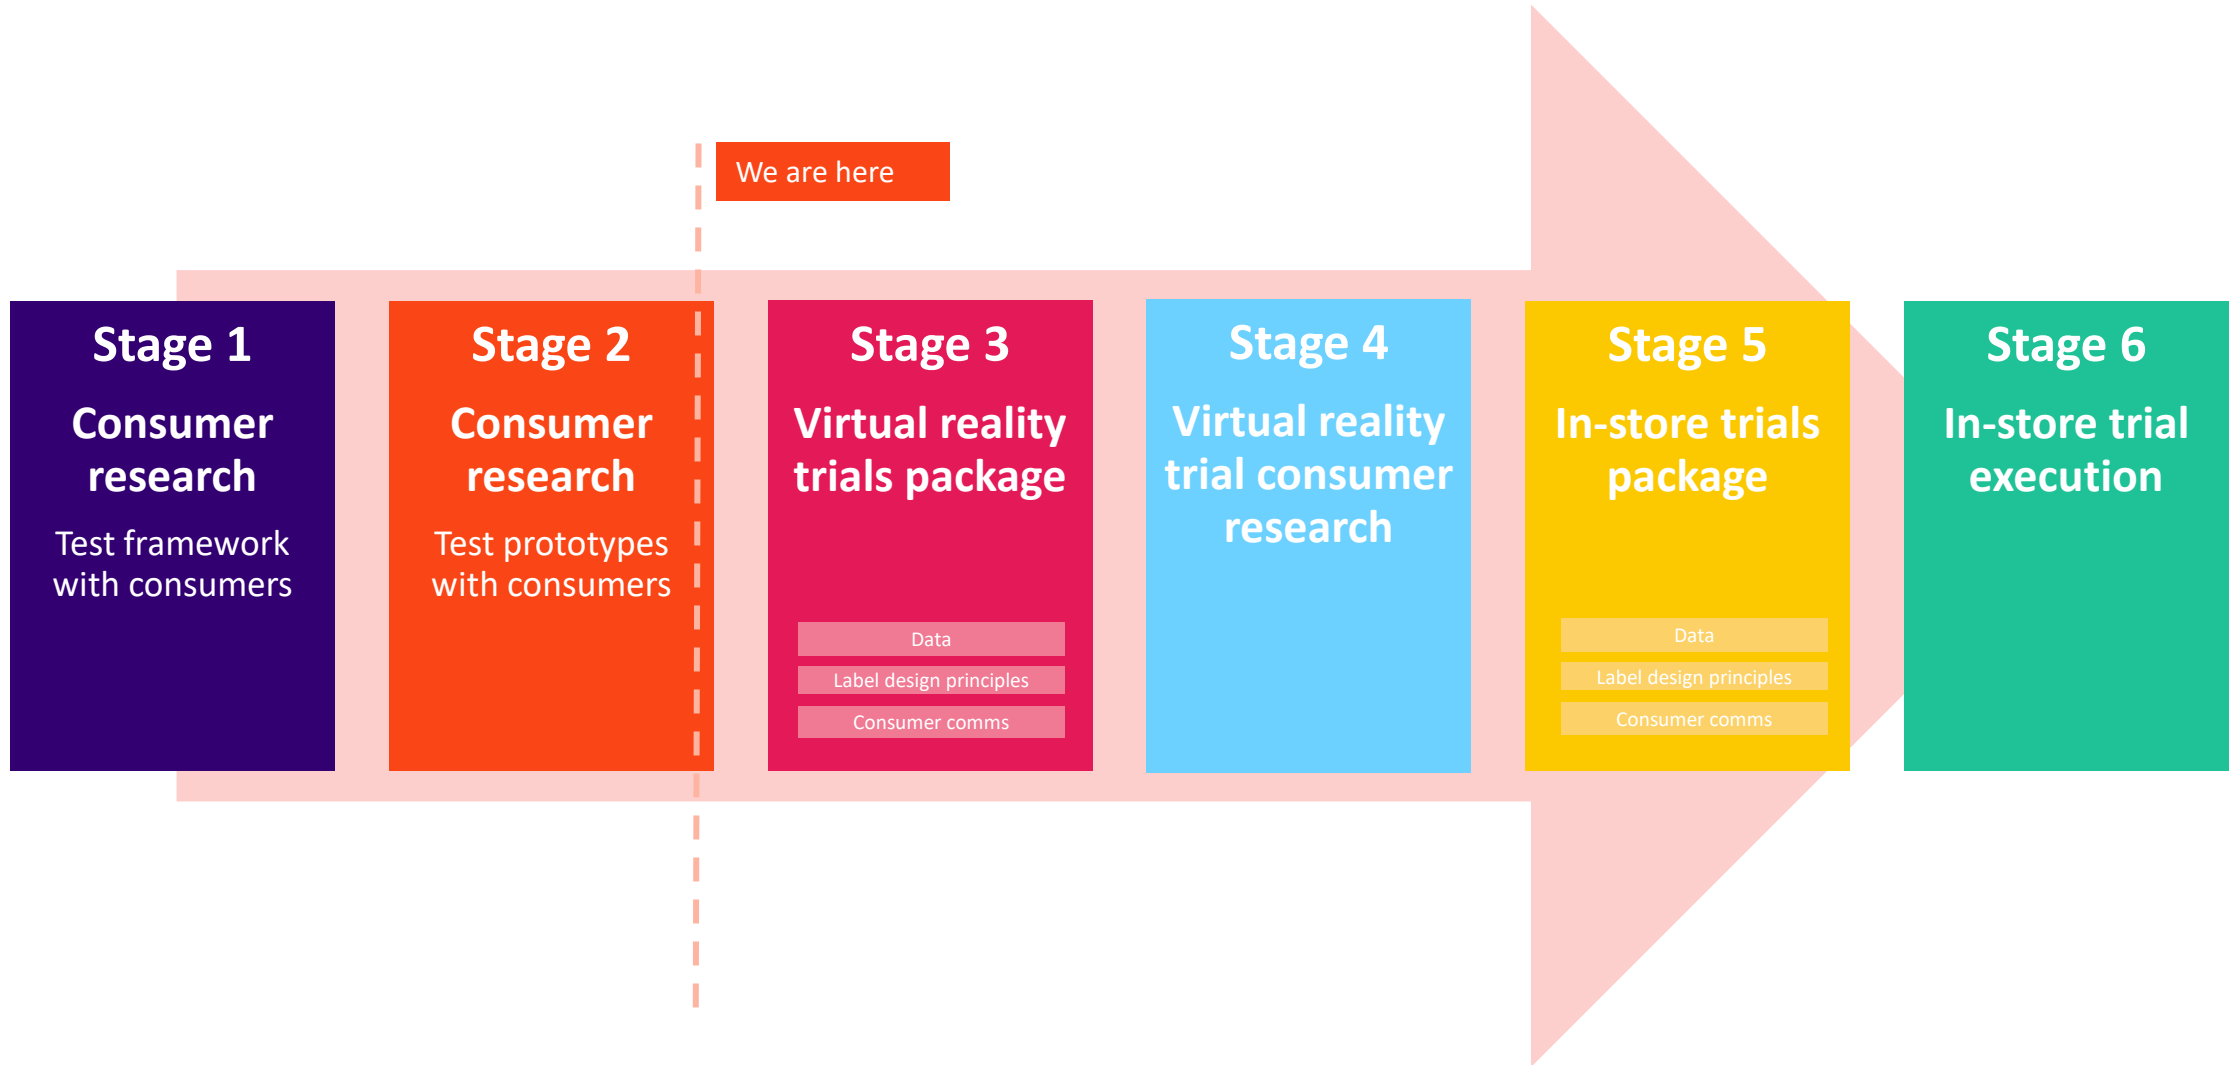 We are here
Stage 1
Consumer
research
Test framework
with consumers
Stage 2
Consumer
research
Test prototypes
with consumers
Stage 3
Virtual reality
trials package
Data
Label design principles
Consumer comms
Stage 4
Virtual reality
trial consumer
research
Stage 5
In-store trials
package
Data
Label design principles
Consumer comms
Stage 6
In-store trial
execution